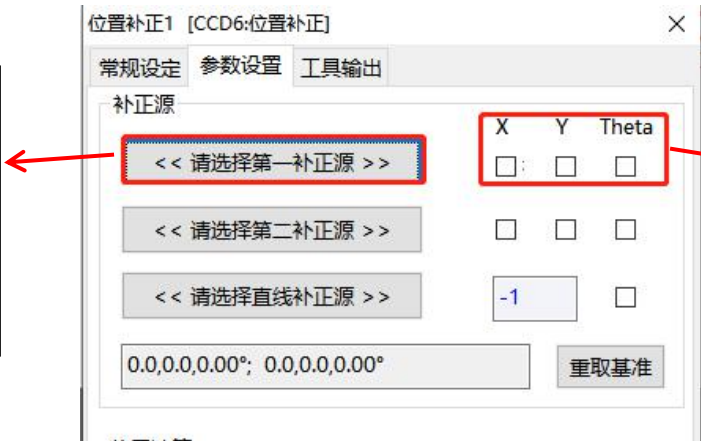 位置补正1 [CCD6:位置补正]
常规设定 参数设置 工具输出
补正源
X Y Theta
<< 请选择第一补正源 >>
<< 请选择第二补正源 >>
<< 请选择直线补正源 >>
-1
0.0,0.0,0.00°; 0.0,0.0,0.00°
重取基准